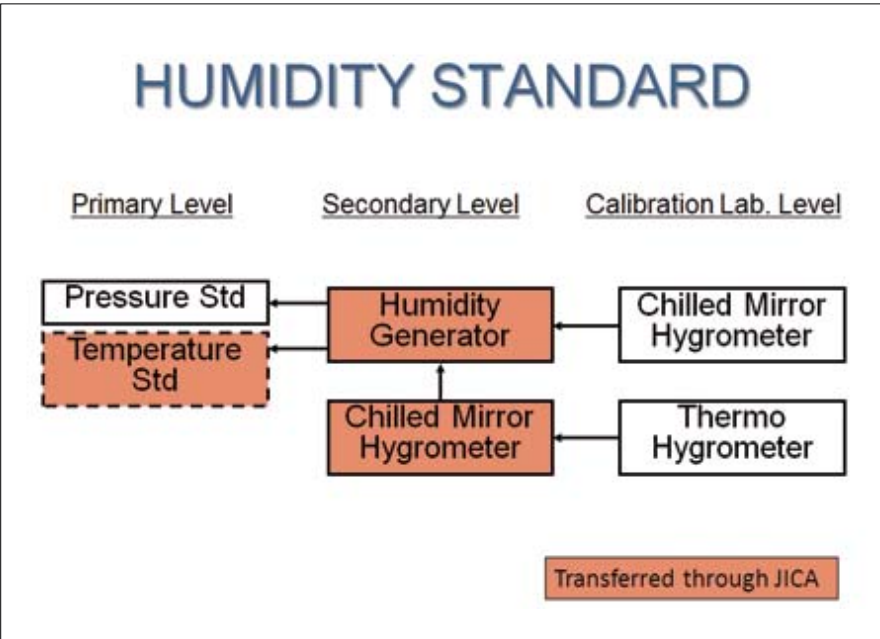 HUMIDITY STANDARD
Primary Level
Secondary Level
Calibration Lab. Level
Pressure Std
Temperature
Std
Humidity
Generator
Chilled Mirror
Hygrometer
Chilled Mirror
Hygrometer
Thermo
Hygrometer
Transferred through JICA